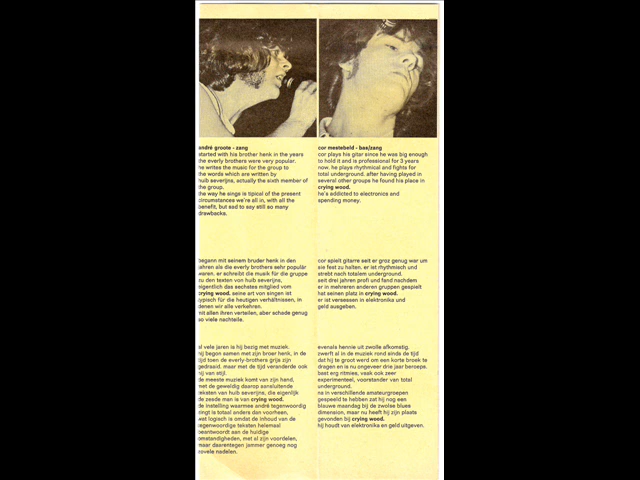 andré groote - zang
started with his brother henk in the years
the everly brothers were very popular.
he writes the music for the group to
the words which are written by
huib severijns, actually the sixth member of
the group.
the way he sings is tipical of the present
circumstances we're all in, with all the
benefit, but sad to say still so many
drawbacks.
begann mit seinem bruder henk in den
jahren als die everly brothers sehr populär
waren. er schreibt die musik für die gruppe
zu den texten von huib severijns,
eigentlich das sechstes mitglied vom
crying wood. seine art von singen ist
typisch für die heutigen verhältnissen, in
denen wir alle verkehren.
mit allen ihren verteilen, aber schade genug
so viele nachteile.
al vele jaren is hij bezig met muziek.
hij begon samen met zijn broer henk, in de
tijd toen de everly-brothers grijs zijn
gedraaid. maar met de tijd veranderde ook
hij van stijl.
de meeste muziek komt van zijn hand,
met de geweldig daarop aansluitende
teksten van huib severijns, die eigenlijk
de zesde man is van crying wood.
de instelling waarmee andré tegenwoordig
zingt is totaal anders dan voorheen,
wat logisch is omdat de inhoud van de
tegenwoordige teksten helemaal
beantwoordt aan de huidige
omstandigheden, met al zijn voordelen,
maar daarentegen jammer genoeg nog
zovele nadelen.
cor mestebeld - bas/zang
cor plays his gitar since he was big enough
to hold it and is professional for 3 years
now. he plays rhythmical and fights for
total underground. after having played in
several other groups he found his place in
crying wood.
he's addicted to electronics and
spending money.
cor spielt gitarre seit er groz genug war um
sie fest zu halten. er ist rhythmisch und
strebt nach totalem underground.
seit drei jahren profi und fand nachdem
er in mehreren anderen gruppen gespielt
hat seinen platz in crying wood.
er ist versessen in elektronika und
geld ausgeben.
evenals hennie uit zwolle afkomstig,
zwerft al in de muziek rond sinds de tijd
dat hij te groot werd om een korte broek te
dragen en is nu ongeveer drie jaar beroeps.
bast erg ritmies, vaak ook zeer
experimenteel, voorstander van total
underground.
na in verschillende amateurgroepen
gespeeld te hebben zat hij nog een
blauwe maandag bij de zwolse blues
dimension, maar nu heeft hij zijn plaats
gevonden bij crying wood.
hij houdt van elektronika en geld uitgeven.